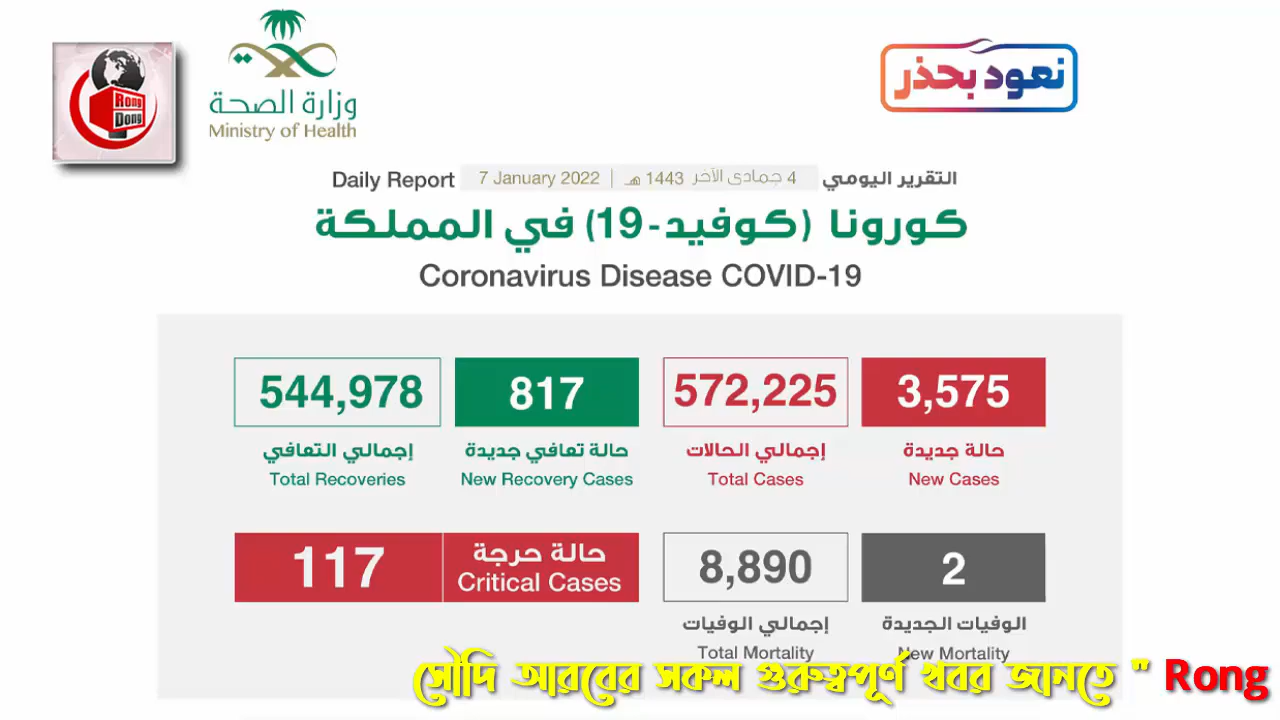 Rong
Dong
وزارة الصحة
Ministry of Health
نعود بحذر
Daily Report 7 January 2022 | 4 جمادى الآخر 1443 هـ التقرير اليومي
كورونا (كوفيد-19) في المملكة
Coronavirus Disease COVID-19
544,978
إجمالي التعافي
Total Recoveries
817
حالة تعافي جديدة
New Recovery Cases
572,225
إجمالي الحالات
Total Cases
3,575
حالة جديدة
New Cases
117
حالة حرجة
Critical Cases
8,890
إجمالي الوفيات
Total Mortality
2
الوفيات الجديدة
New Mortality
সৌদি আরবের সকল গুরুত্বপূর্ণ খবর জানতে " Rong